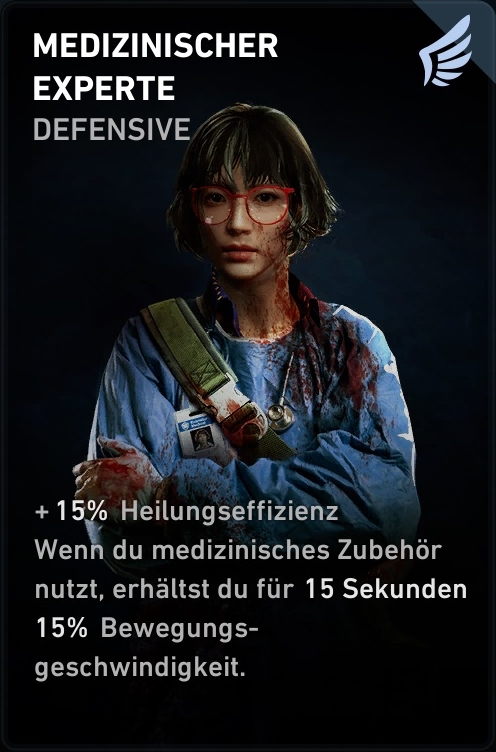 MEDIZINISCHER
EXPERTE
DEFENSIVE
+ 15% Heilungseffizienz
Wenn du medizinisches Zubehör
nutzt, erhältst du für 15 Sekunden
15% Bewegungs-
geschwindigkeit.